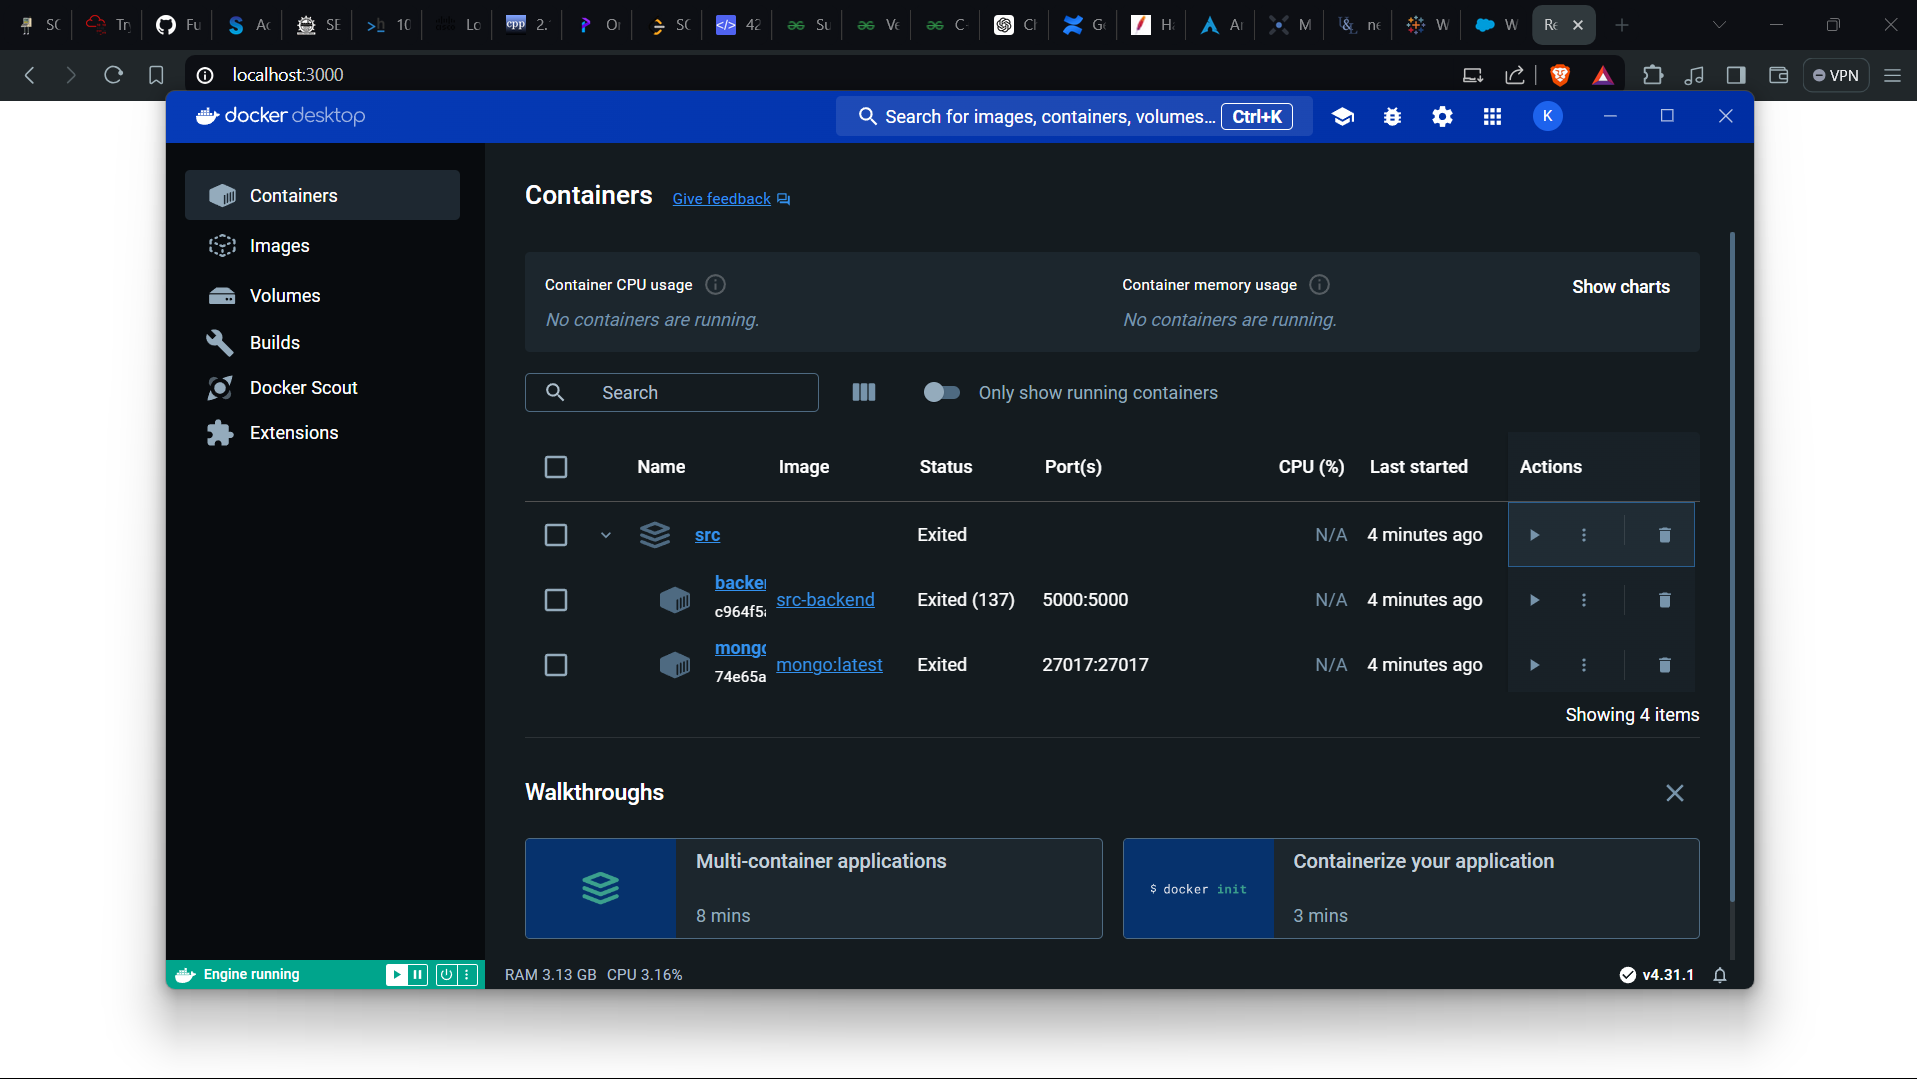 SC Try Fu Ac SE 10 Lo 2. Or SC 42 Su Ve C- Cl Ge Ha Ar M ne W W Re
localhost:3000 VPN
docker desktop Search for images, containers, volumes... Ctrl+K K
Containers
Images
Volumes
Builds
Docker Scout
Extensions
Containers Give feedback
Container CPU usage
No containers are running.
Container memory usage
No containers are running.
Show charts
Search Only show running containers
Name Image Status Port(s) CPU (%) Last started Actions
src Exited N/A 4 minutes ago
backe
c964f5 src-backend Exited (137) 5000:5000 N/A 4 minutes ago
mongo
74e65a mongo:latest Exited 27017:27017 N/A 4 minutes ago
Showing 4 items
Walkthroughs
Multi-container applications
8 mins
$ docker init
Containerize your application
3 mins
Engine running RAM 3.13 GB CPU 3.16% v4.31.1